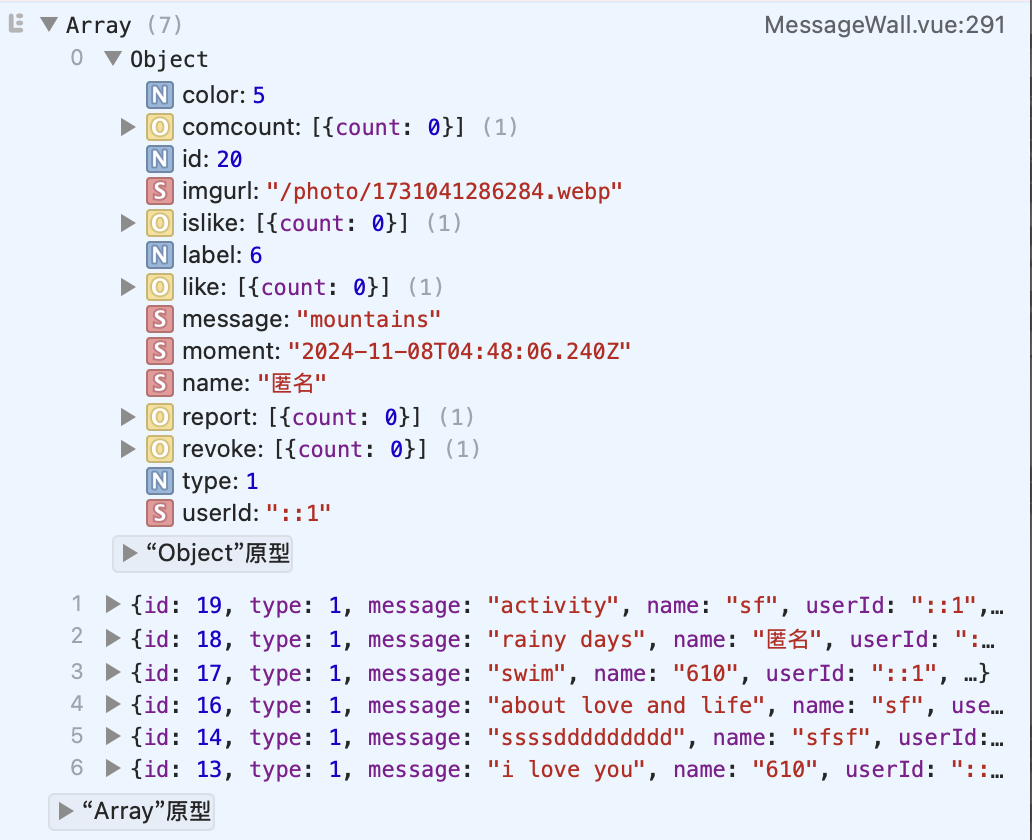 E Array (7) MessageWall.vue:291
0 Object
N color: 5
O comcount: [{count: 0}] (1)
N id: 20
S imgurl: "/photo/1731041286284.webp"
O islike: [{count: 0}] (1)
N label: 6
O like: [{count: 0}] (1)
S message: "mountains"
S moment: "2024-11-08T04:48:06.240Z"
S name: "匿名"
O report: [{count: 0}] (1)
O revoke: [{count: 0}] (1)
N type: 1
S userId: "::1"
“Object”原型
1 {id: 19, type: 1, message: "activity", name: "sf", userId: "::1",…
2 {id: 18, type: 1, message: "rainy days", name: "匿名", userId: ":…
3 {id: 17, type: 1, message: "swim", name: "610", userId: "::1", …}
4 {id: 16, type: 1, message: "about love and life", name: "sf", use…
5 {id: 14, type: 1, message: "ssssddddddddd", name: "sfsf", userId:…
6 {id: 13, type: 1, message: "i love you", name: "610", userId: "::…
“Array”原型